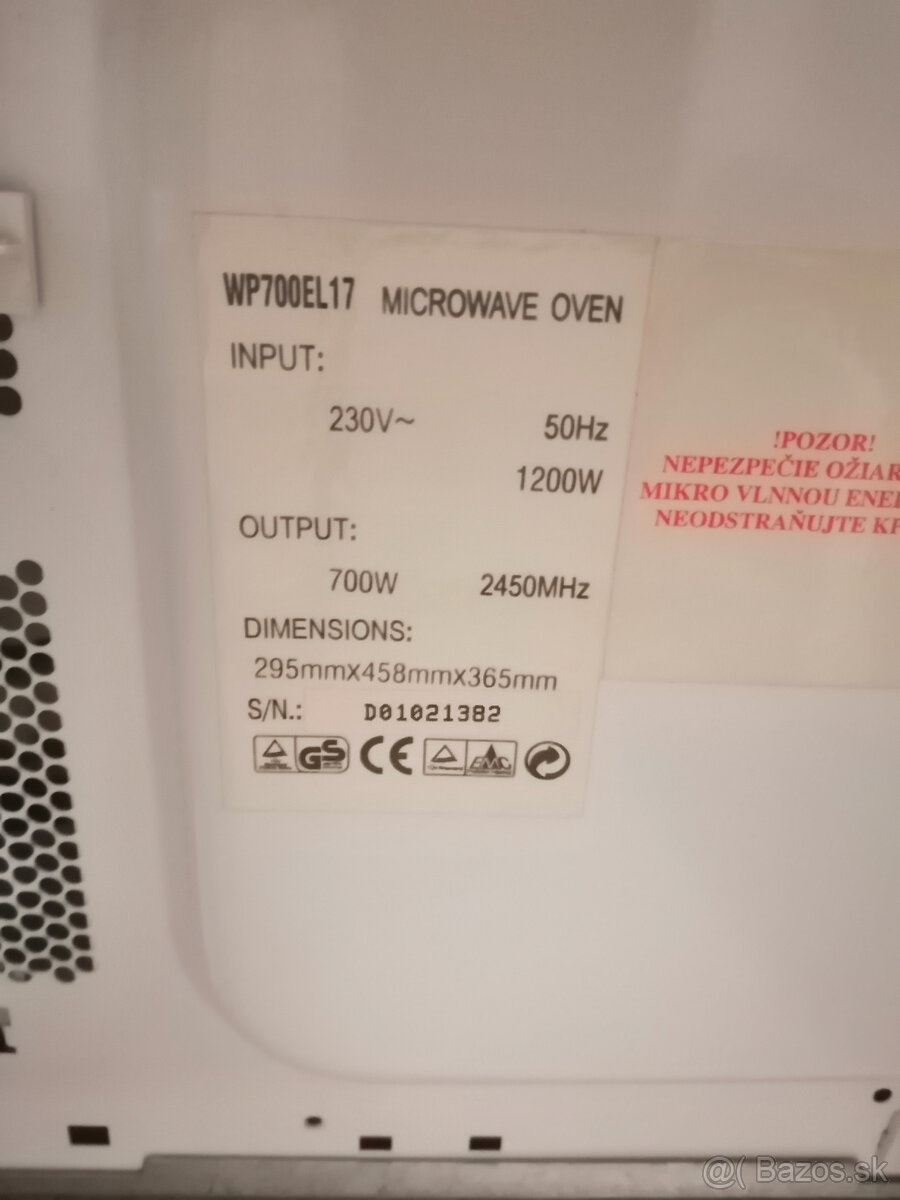 WP700EL17 MICROWAVE OVEN
INPUT:
230V~ 50Hz
1200W
OUTPUT:
700W 2450MHz
DIMENSIONS:
295mmX458mmX365mm
S/N.: D01021382
GS CE EMC
!POZOR!
NEPEZPEČIE OŽIAR
MIKRO VLNNOU ENE
NEODSTRAŇUJTE
@( Bazos.sk